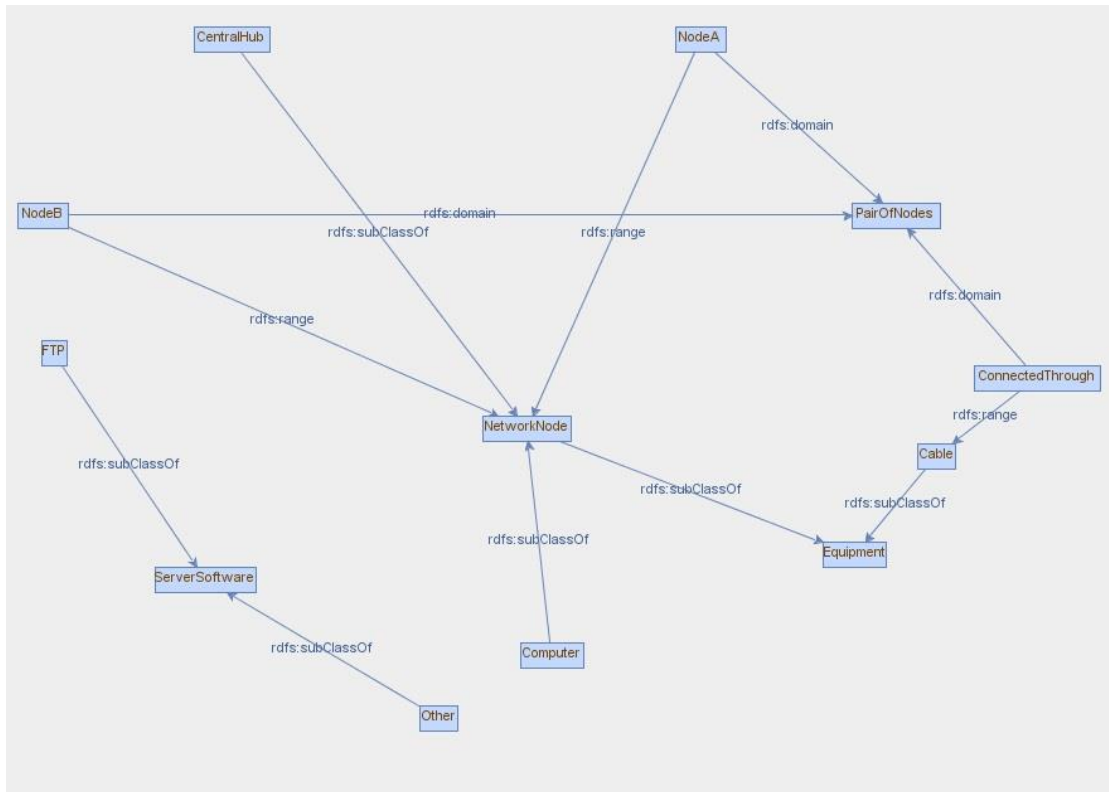 CentralHub
NodeA
rdfs:domain
NodeB
rdfs:domain
PairOfNodes
rdfs:subClassOf
rdfs:range
rdfs:domain
rdfs:range
FTP
ConnectedThrough
rdfs:range
NetworkNode
Cable
rdfs:subClassOf
rdfs:subClassOf
rdfs:subClassOf
rdfs:subClassOf
Equipment
ServerSoftware
rdfs:subClassOf
Computer
Other